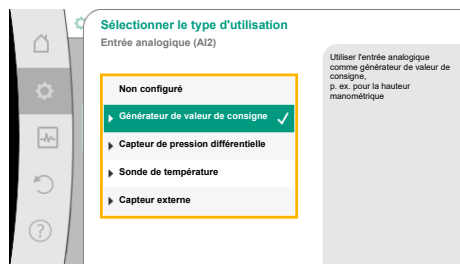 Sélectionner le type d'utilisation
Entrée analogique (AI2)
Non configuré
Générateur de valeur de consigne
Capteur de pression différentielle
Sonde de température
Capteur externe
Utiliser l'entrée analogique
comme générateur de valeur de
consigne,
p. ex. pour la hauteur
manométrique